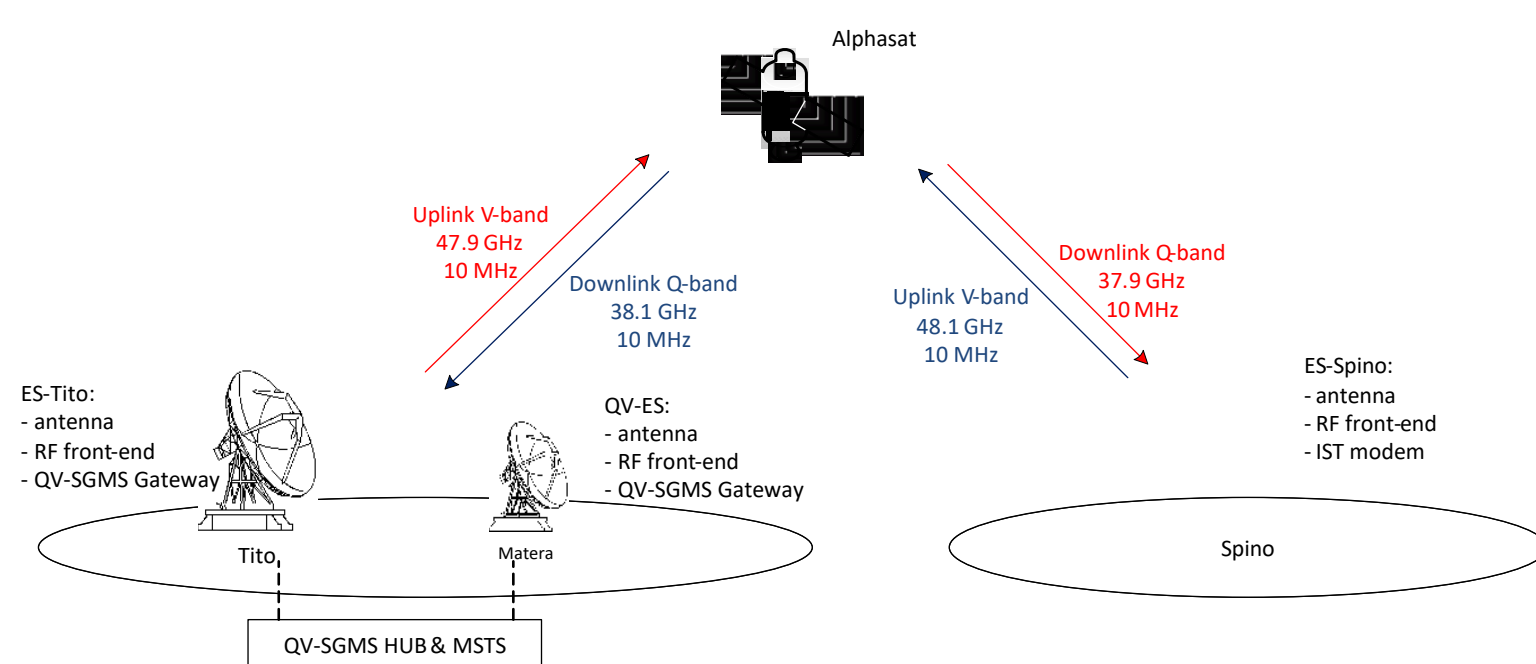 Alphasat
Uplink V-band
47.9 GHz
10 MHz
Downlink Q-band
38.1 GHz
10 MHz
Downlink Q-band
37.9 GHz
10 MHz
Uplink V-band
48.1 GHz
10 MHz
ES-Tito:
- antenna
- RF front-end
- QV-SGMS Gateway
QV-ES:
- antenna
- RF front-end
- QV-SGMS Gateway
ES-Spino:
- antenna
- RF front-end
- IST modem
Tito
Matera
Spino
QV-SGMS HUB & MSTS